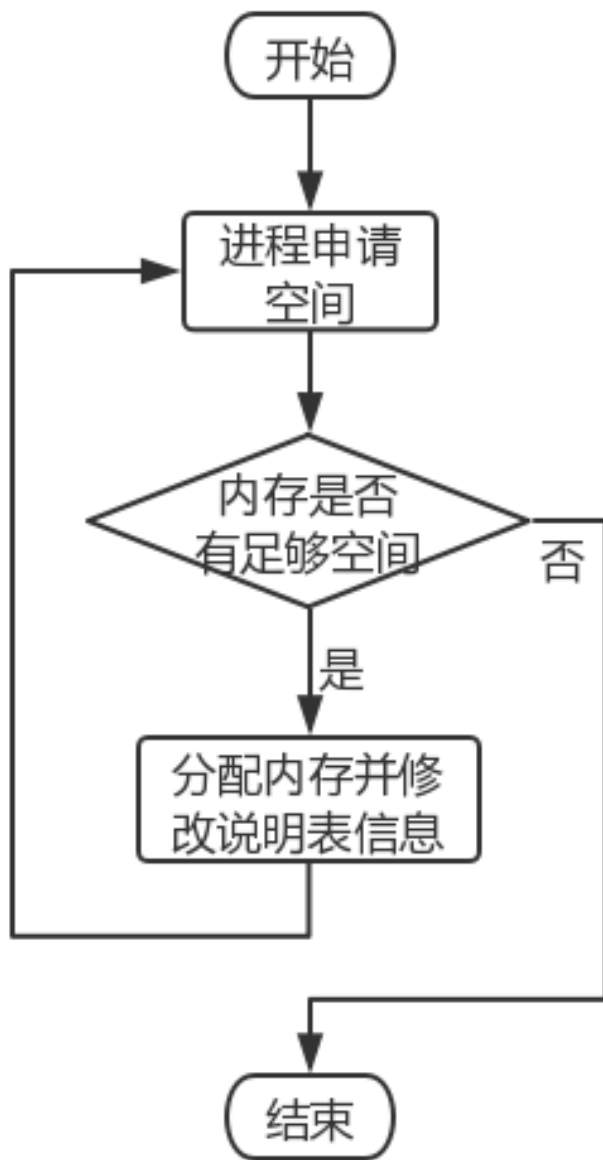 开始
进程申请
空间
内存是否
有足够空间
否
是
分配内存并修
改说明表信息
结束